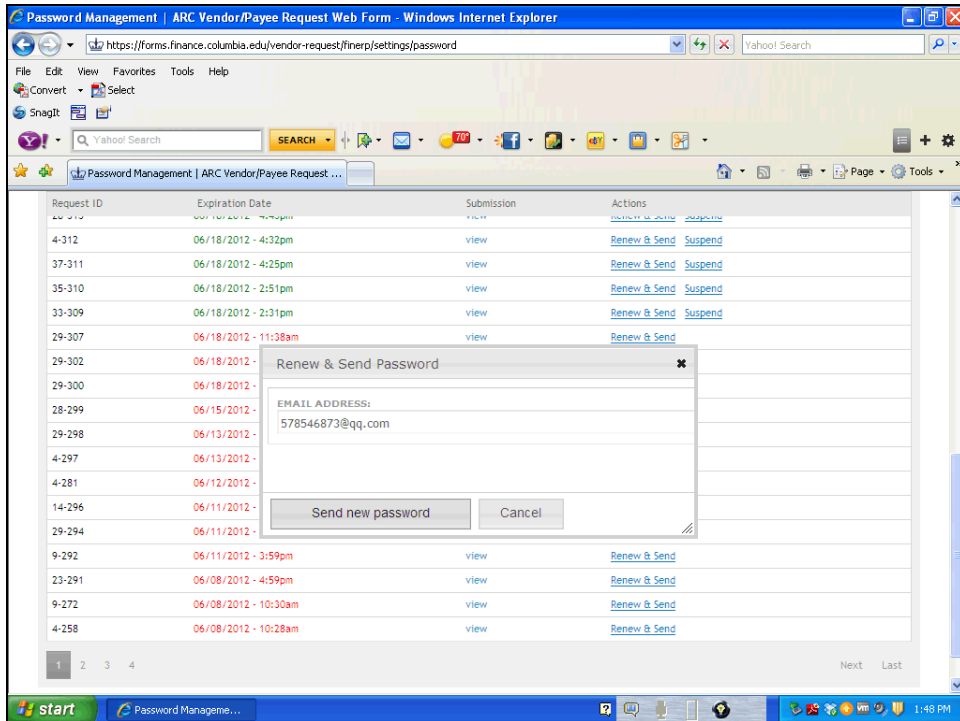 Password Management | ARC Vendor/Payee Request Web Form - Windows Internet Explorer
https://forms.finance.columbia.edu/vendor-request/finerp/settings/password
Yahoo! Search
File Edit View Favorites Tools Help
Convert Select
SnagIt
Y! Yahoo! Search SEARCH 70° ebY
Password Management | ARC Vendor/Payee Request ... Page Tools
Request ID Expiration Date Submission Actions
4-312 06/18/2012 - 4:32pm view Renew & Send Suspend
37-311 06/18/2012 - 4:25pm view Renew & Send Suspend
35-310 06/18/2012 - 2:51pm view Renew & Send Suspend
33-309 06/18/2012 - 2:31pm view Renew & Send Suspend
29-307 06/18/2012 - 11:38am view Renew & Send
29-302 06/18/2012 -
Renew & Send Password
29-300 06/18/2012 -
EMAIL ADDRESS:
28-299 06/15/2012 -
578546873@qq.com
29-298 06/13/2012 -
4-297 06/13/2012 -
4-281 06/12/2012 -
14-296 06/11/2012 -
Send new password Cancel
29-294 06/11/2012 -
9-292 06/11/2012 - 3:59pm view Renew & Send
23-291 06/08/2012 - 4:59pm view Renew & Send
9-272 06/08/2012 - 10:30am view Renew & Send
4-258 06/08/2012 - 10:28am view Renew & Send
1 2 3 4 Next Last
start Password Manageme... 1:48 PM